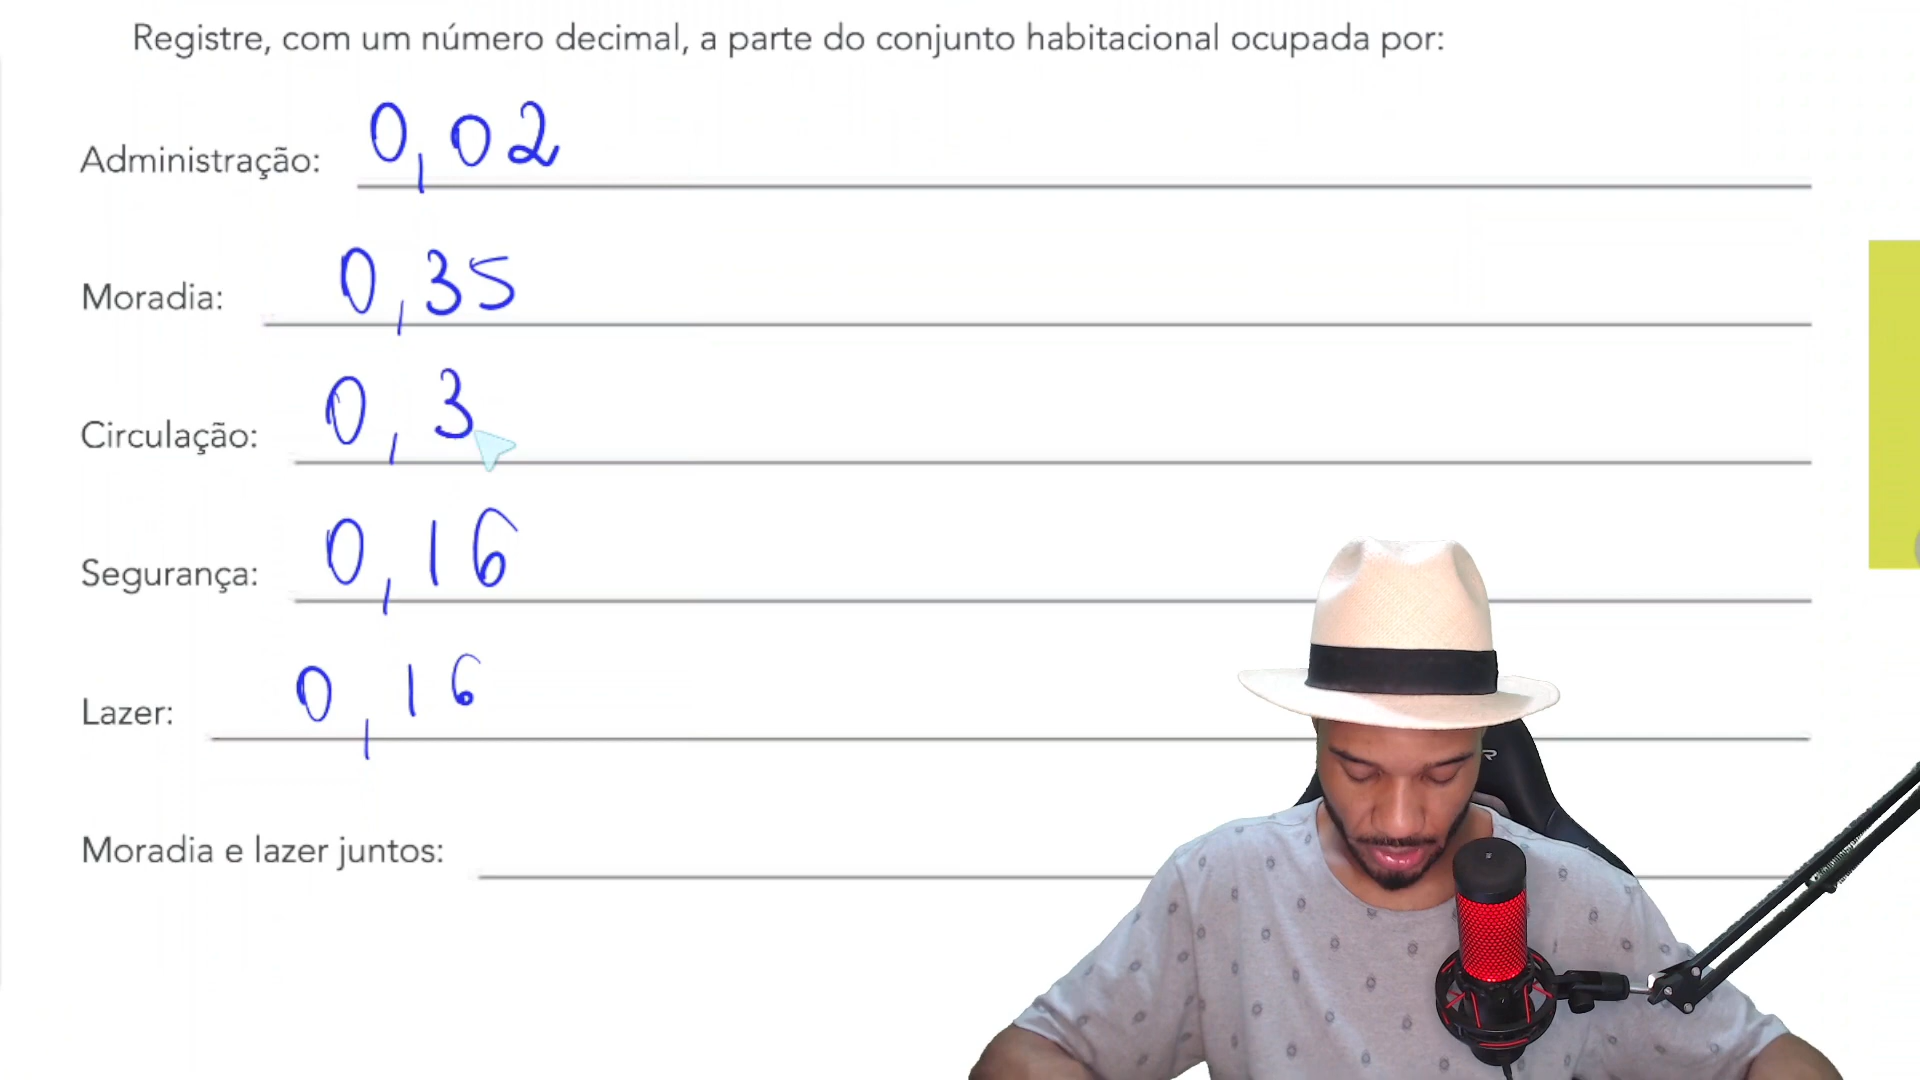 Registre, com um número decimal, a parte do conjunto habitacional ocupada por:
Administração: 0,02
Moradia: 0,35
Circulação: 0,3
Segurança: 0,16
Lazer: 0,16
Moradia e lazer juntos: